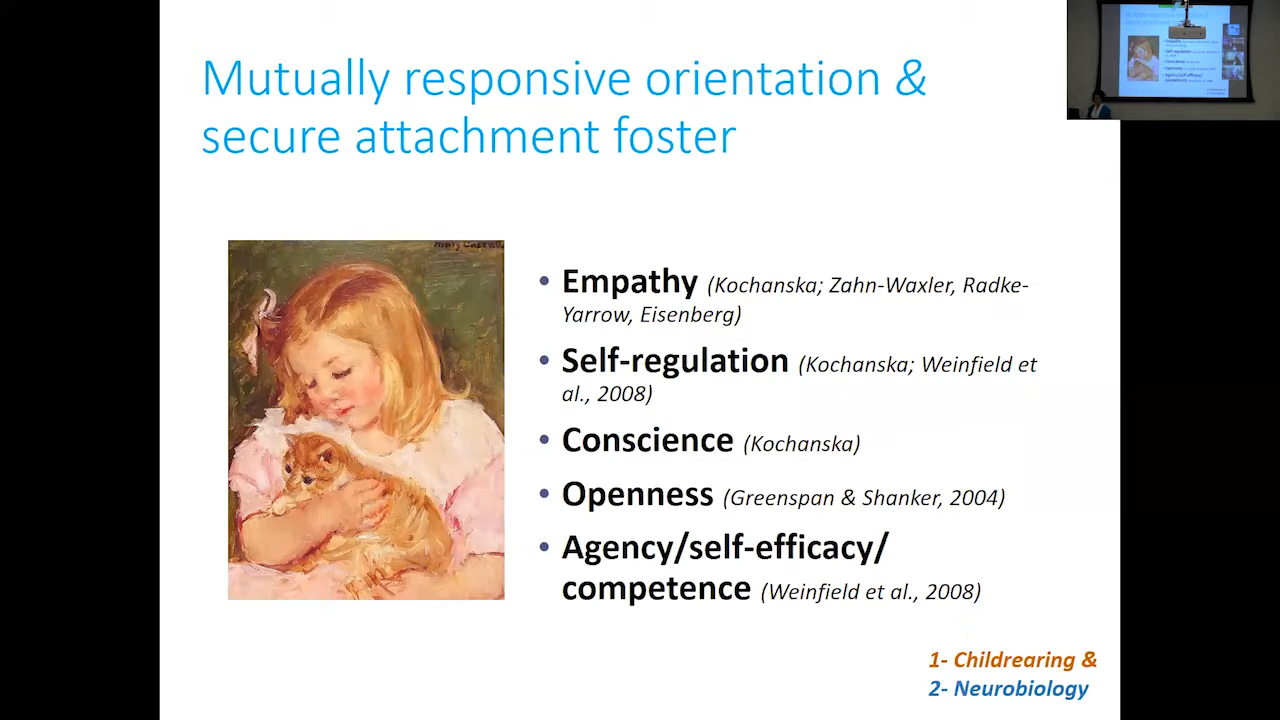 Mutually responsive orientation &
secure attachment foster
• Empathy (Kochanska; Zahn-Waxler, Radke-
Yarrow, Eisenberg)
• Self-regulation (Kochanska; Weinfield et
al., 2008)
• Conscience (Kochanska)
• Openness (Greenspan & Shanker, 2004)
• Agency/self-efficacy/
competence (Weinfield et al., 2008)
1- Childrearing &
2- Neurobiology